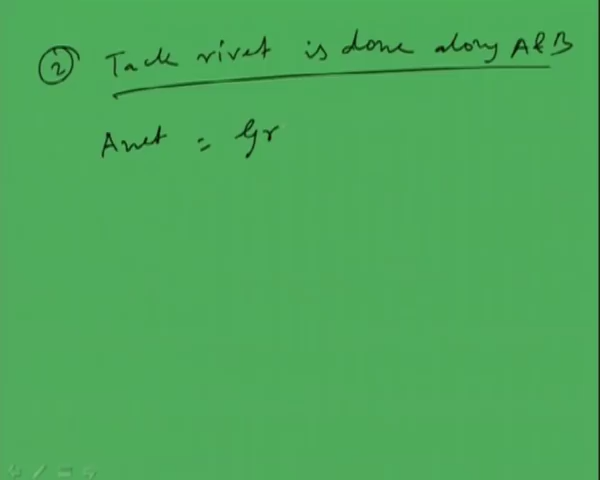 ② Tack rivet is done along A & B
Anet = Gr